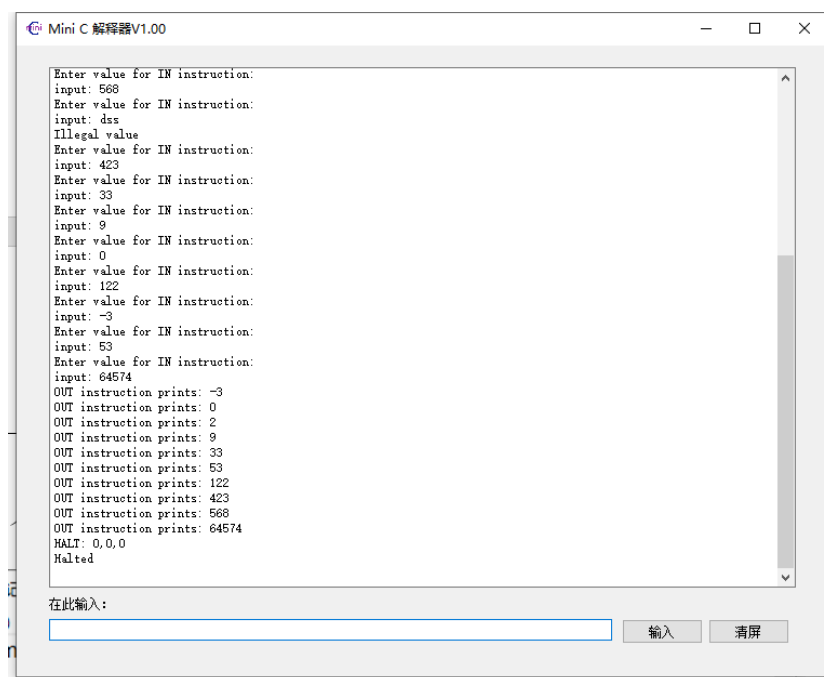 Mini C 解释器V1.00
Enter value for IN instruction:
input: 568
Enter value for IN instruction:
input: dss
Illegal value
Enter value for IN instruction:
input: 423
Enter value for IN instruction:
input: 33
Enter value for IN instruction:
input: 9
Enter value for IN instruction:
input: 0
Enter value for IN instruction:
input: 122
Enter value for IN instruction:
input: -3
Enter value for IN instruction:
input: 53
Enter value for IN instruction:
input: 64574
OUT instruction prints: -3
OUT instruction prints: 0
OUT instruction prints: 2
OUT instruction prints: 9
OUT instruction prints: 33
OUT instruction prints: 53
OUT instruction prints: 122
OUT instruction prints: 423
OUT instruction prints: 568
OUT instruction prints: 64574
HALT: 0,0,0
Halted
在此输入：
输入 清屏